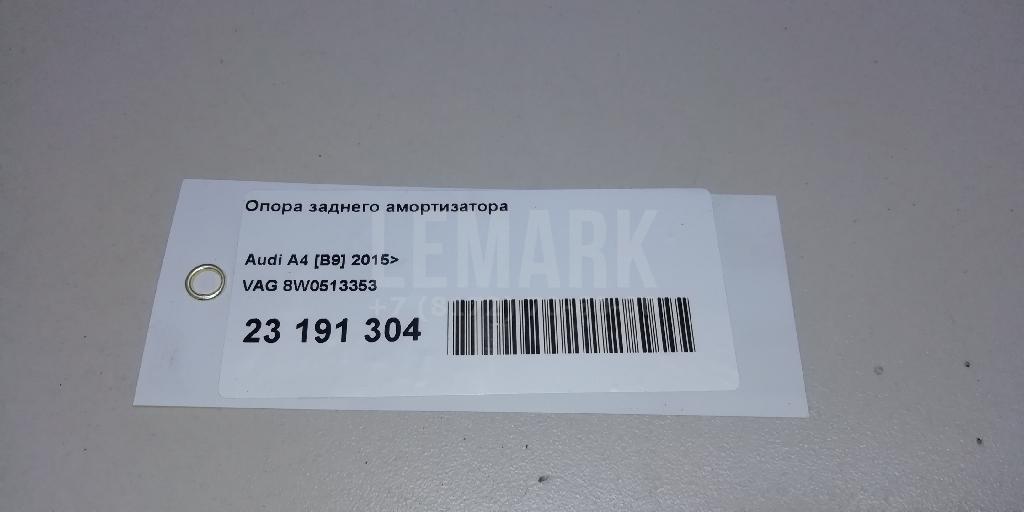 Опора заднего амортизатора
LEMARK
Audi A4 [B9] 2015>
VAG 8W0513353
23 191 304